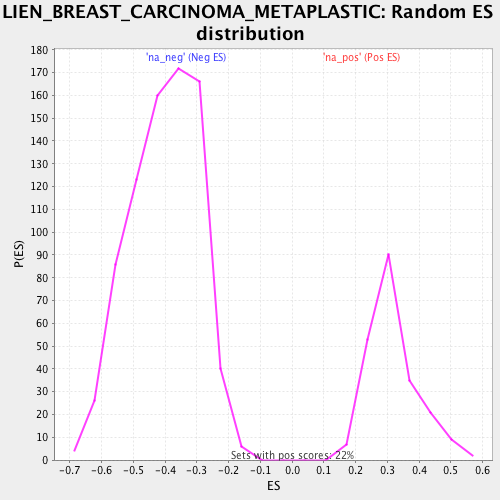 LIEN_BREAST_CARCINOMA_METAPLASTIC: Random ES
distribution
'na_neg' (Neg ES)
'na_pos' (Pos ES)
180
170
160
150
140
130
120
110
100
90
80
70
60
50
40
30
20
10
0
P(ES)
Sets with pos scores: 22%
-0.7 -0.6 -0.5 -0.4 -0.3 -0.2 -0.1 0.0 0.1 0.2 0.3 0.4 0.5 0.6
ES